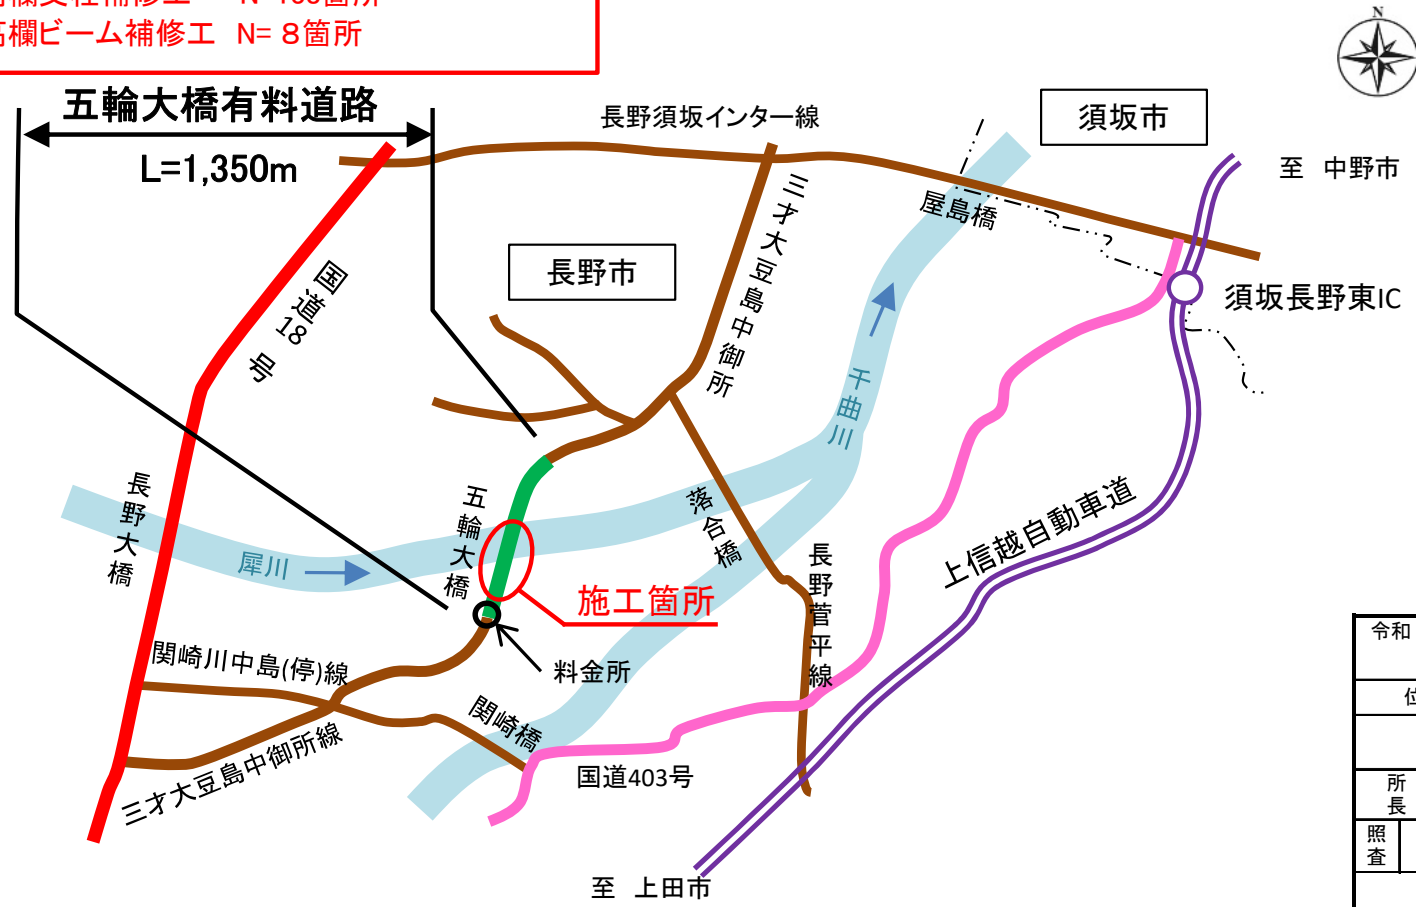 高欄ビーム補修工 N= 8箇所
N
五輪大橋有料道路
L=1,350m
長野須坂インター線
須坂市
至 中野市
三才大豆島中御所
屋島橋
長野市
国道18号
須坂長野東IC
千曲川
長野大橋
五輪大橋
落合橋
上信越自動車道
犀川
長野菅平線
施工箇所
関崎川中島(停)線
料金所
関崎橋
三才大豆島中御所線
国道403号
至 上田市
令和
所長
照査